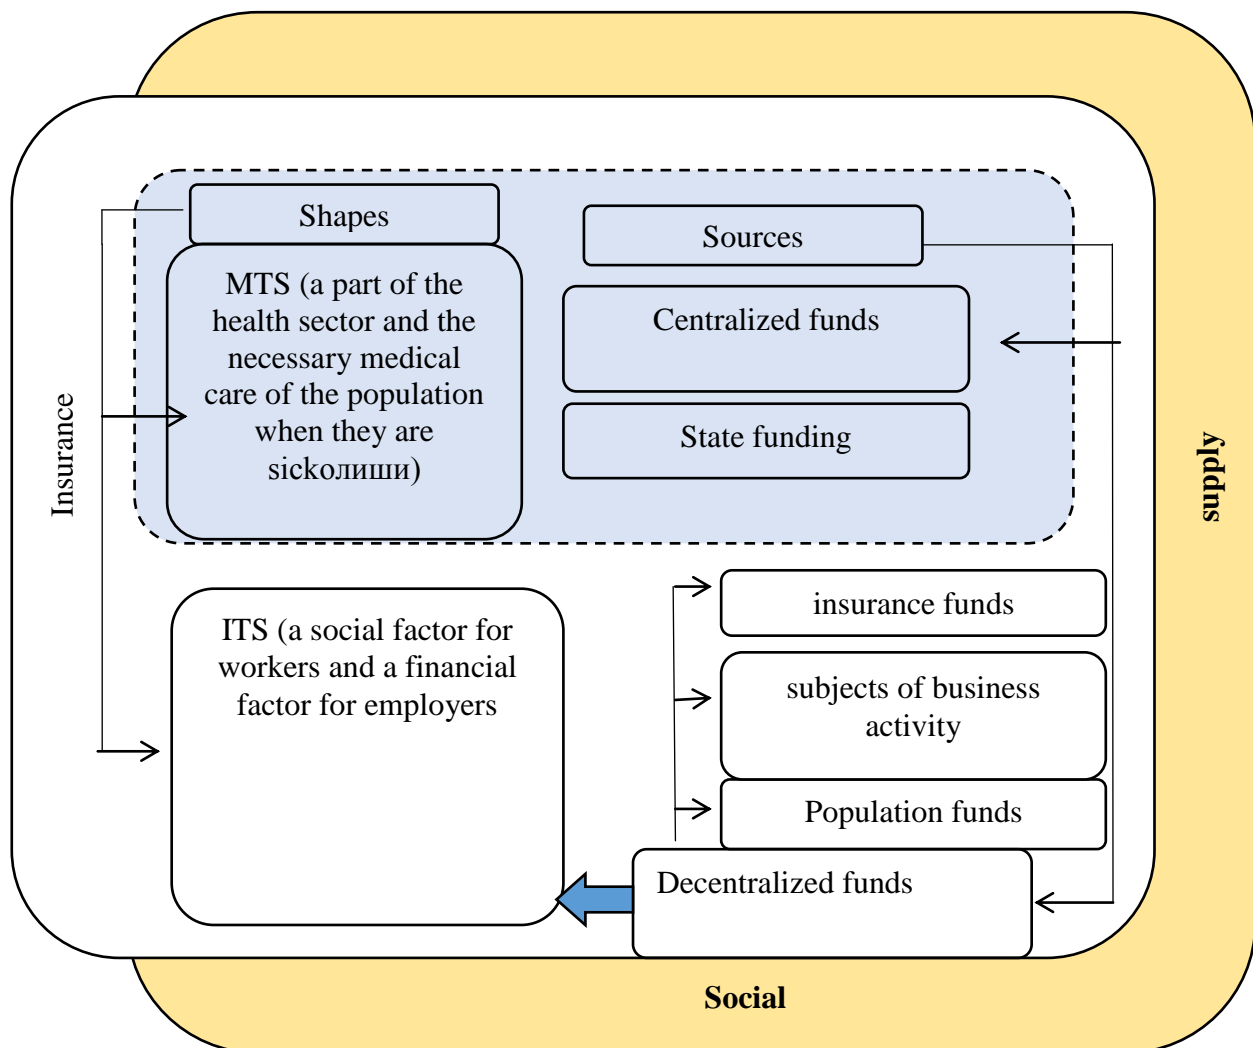 Shapes
Sources
MTS (a part of the
health sector and the
necessary medical
care of the population
when they are
sickолиши)
Centralized funds
State funding
Insurance
supply
ITS (a social factor for
workers and a financial
factor for employers
insurance funds
subjects of business
activity
Population funds
Decentralized funds
Social